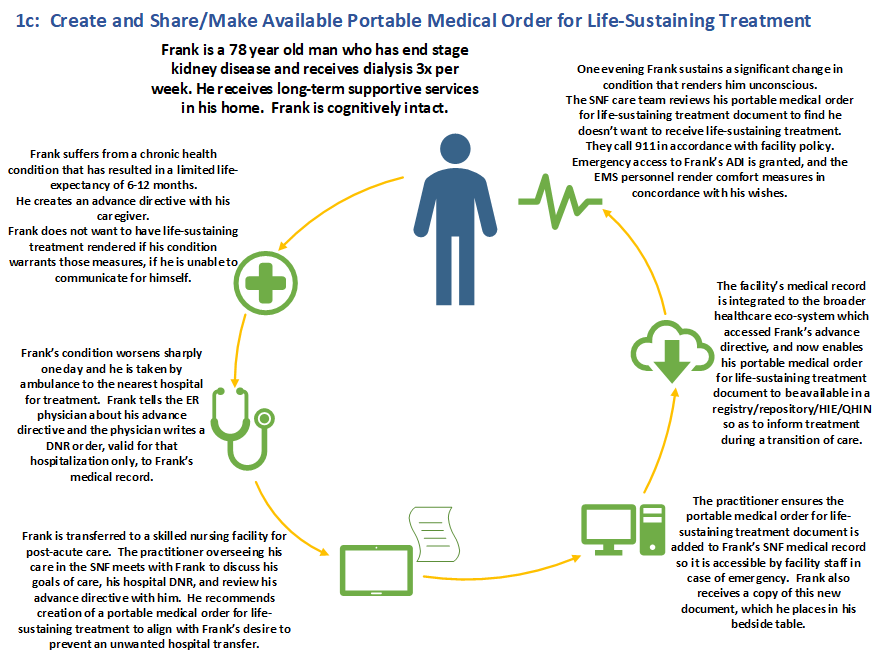 1c:  Create and Share/Make Available Portable Medical Order for Life-Sustaining Treatment
Frank is a 78 year old man who has end stage
kidney disease and receives dialysis 3x per
week. He receives long-term supportive services
in his home.  Frank is cognitively intact.
Frank suffers from a chronic health
condition that has resulted in a limited life-
expectancy of 6-12 months.
He creates an advance directive with his
caregiver.
Frank does not want to have life-sustaining
treatment rendered if his condition
warrants those measures, if he is unable to
communicate for himself.
Frank's condition worsens sharply
one day and he is taken by
ambulance to the nearest hospital
for treatment.  Frank tells the ER
physician about his advance
directive and the physician writes a
DNR order, valid for that
hospitalization only, to Frank's
medical record.
Frank is transferred to a skilled nursing facility for
post-acute care.  The practitioner overseeing his
care in the SNF meets with Frank to discuss his
goals of care, his hospital DNR, and review his
advance directive with him.  He recommends
creation of a portable medical order for life-
sustaining treatment to align with Frank's desire to
prevent an unwanted hospital transfer.
The practitioner ensures the
portable medical order for life-
sustaining treatment document is
added to Frank's SNF medical record
so it is accessible by facility staff in
case of emergency.  Frank also
receives a copy of this new
document, which he places in his
bedside table.
The facility's medical record
is integrated to the broader
healthcare eco-system which
accessed Frank's advance
directive, and now enables
his portable medical order
for life-sustaining treatment
document to be available in a
registry/repository/HIE/QHIN
so as to inform treatment
during a transition of care.
One evening Frank sustains a significant change in
condition that renders him unconscious.
The SNF care team reviews his portable medical order
for life-sustaining treatment document to find he
doesn't want to receive life-sustaining treatment.
They call 911 in accordance with facility policy.
Emergency access to Frank's ADI is granted, and the
EMS personnel render comfort measures in
concordance with his wishes.